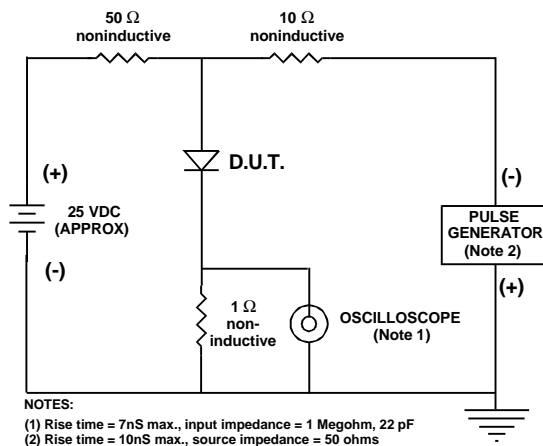 50 Ω
noninductive
10 Ω
noninductive
D.U.T.
(+)
25 VDC
(APPROX)
(-)
(-)
PULSE
GENERATOR
(Note 2)
(+)
1 Ω
non-
inductive
OSCILLOSCOPE
(Note 1)
NOTES:
(1) Rise time = 7nS max., input impedance = 1 Megohm, 22 pF
(2) Rise time = 10nS max., source impedance = 50 ohms